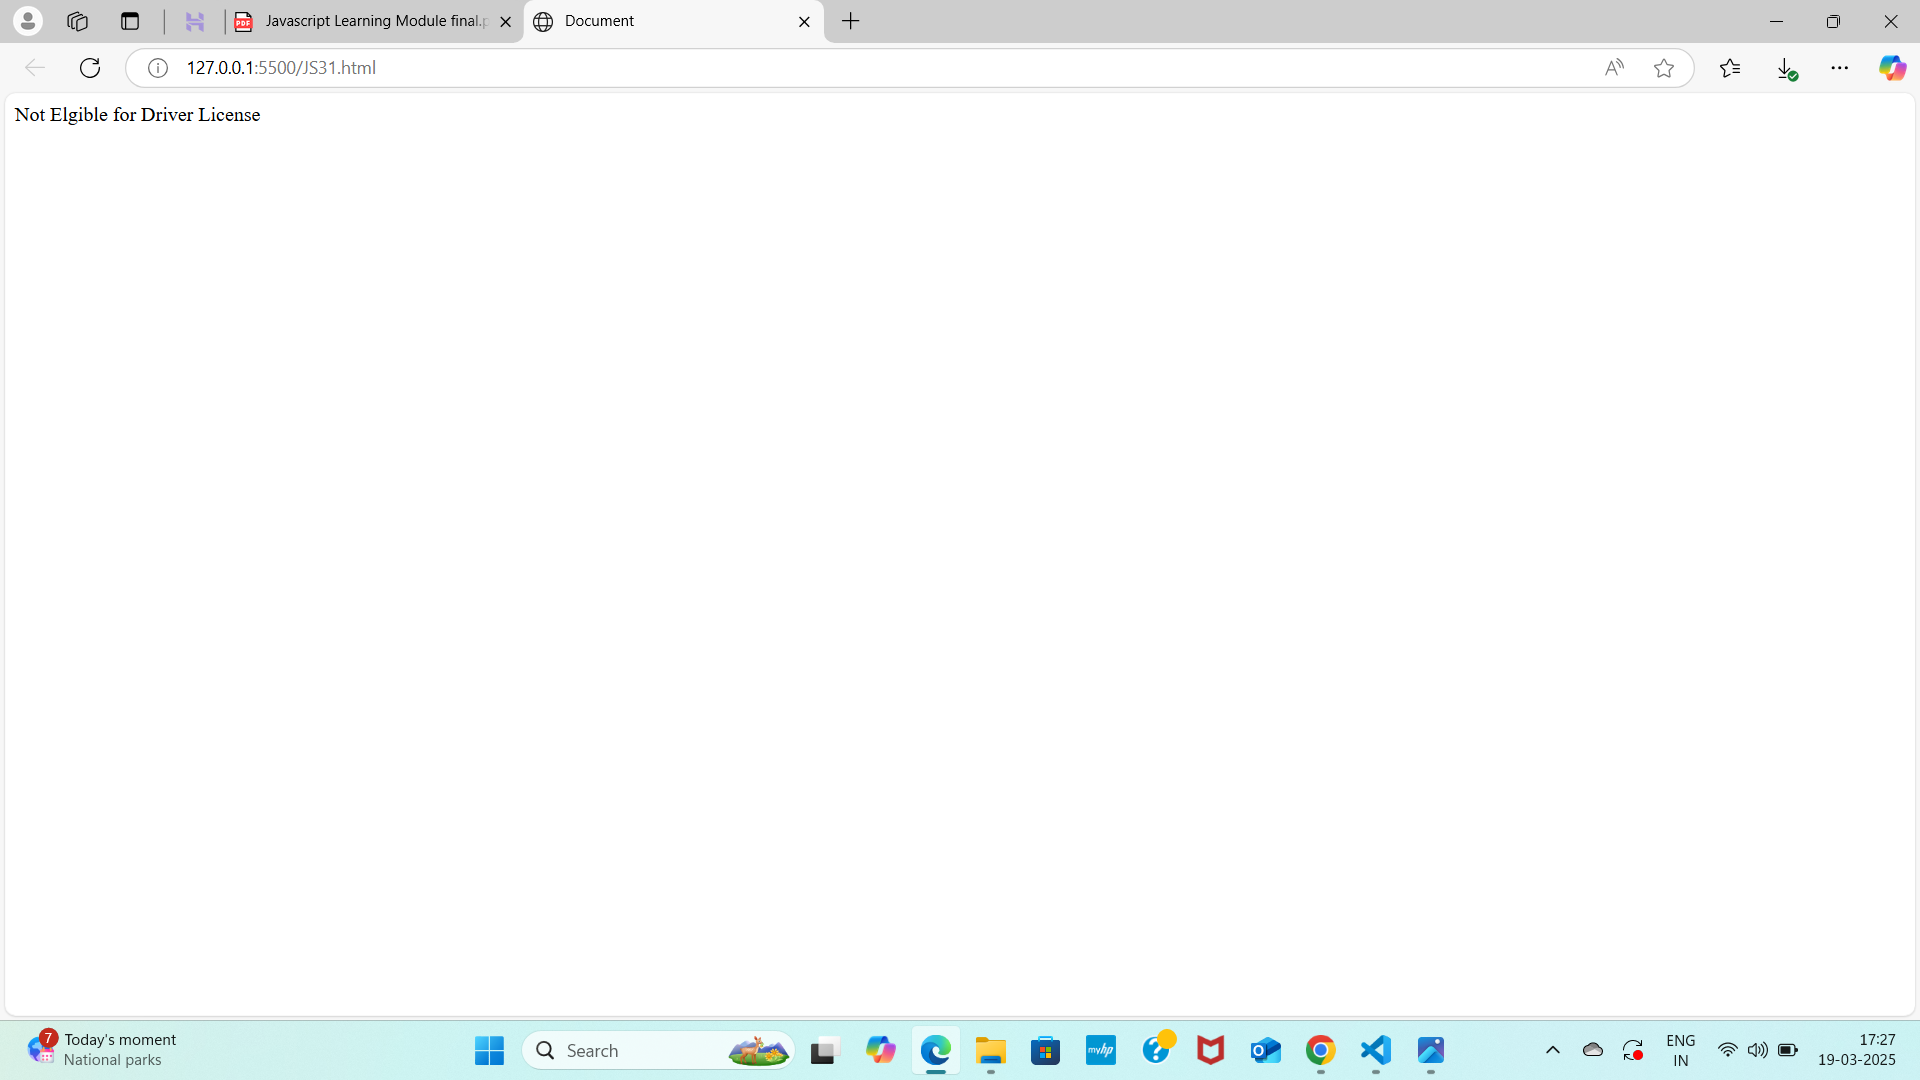 Javascript Learning Module final.p
Document
127.0.0.1:5500/JS31.html
Not Elgible for Driver License
7
Today's moment
National parks
Search
myhp
ENG
IN
17:27
19-03-2025